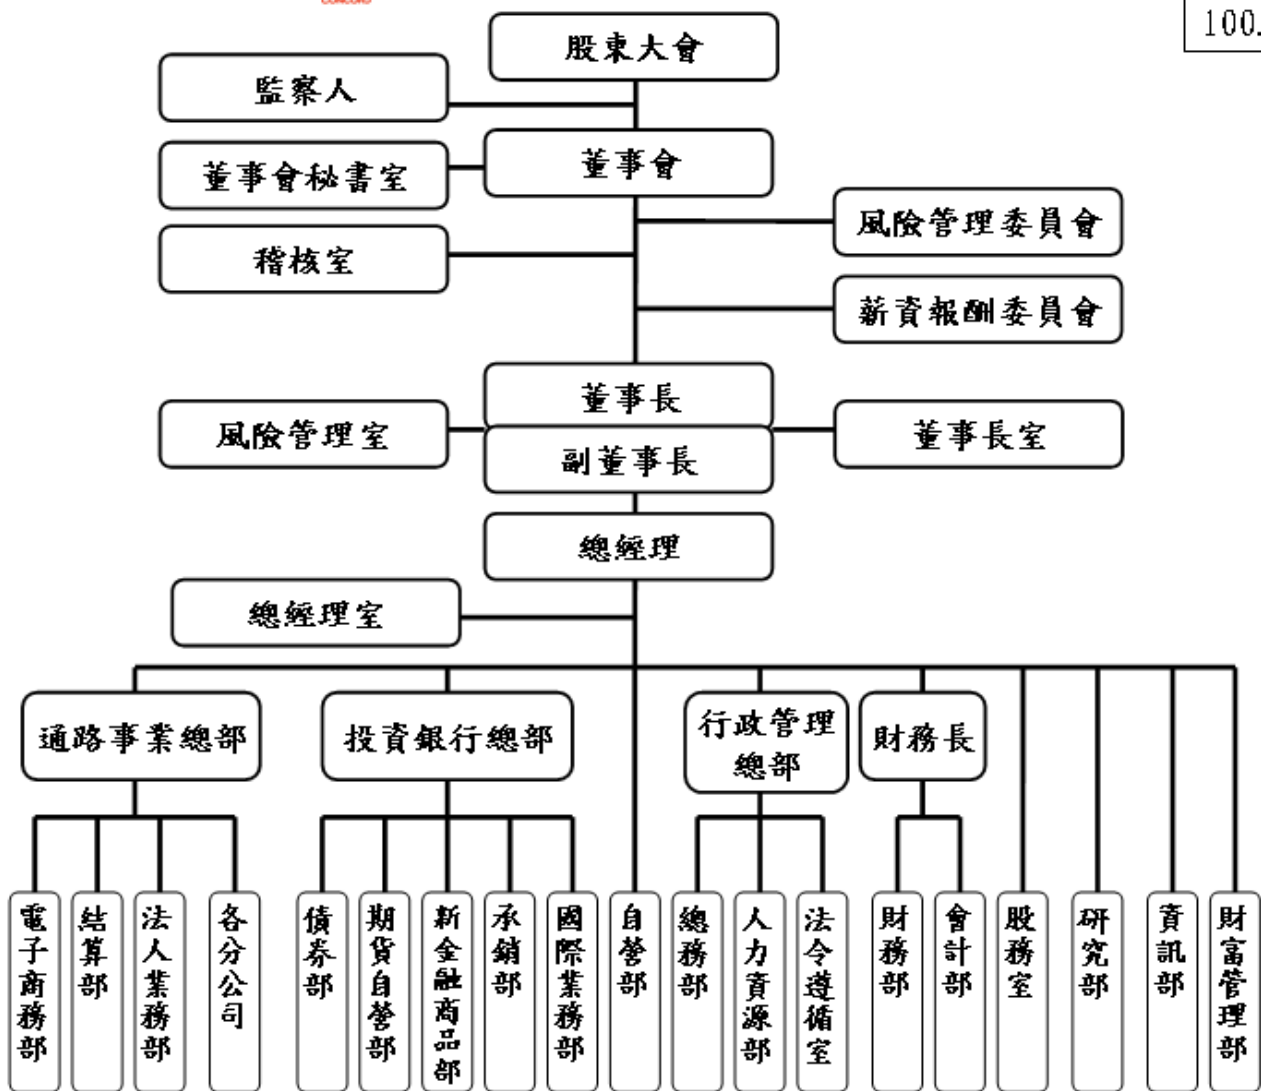 CONCORD
100.
股東大會
監察人
董事會
董事會秘書室
風險管理委員會
稽核室
薪資報酬委員會
董事長
風險管理室
董事長室
副董事長
總經理
總經理室
通路事業總部
投資銀行總部
行政管理
總部
財務長
電子商務部
結算部
法人業務部
各分公司
債券部
期貨自營部
新金融商品部
承銷部
國際業務部
自營部
總務部
人力資源部
法令遵循室
財務部
會計部
股務室
研究部
資訊部
財富管理部